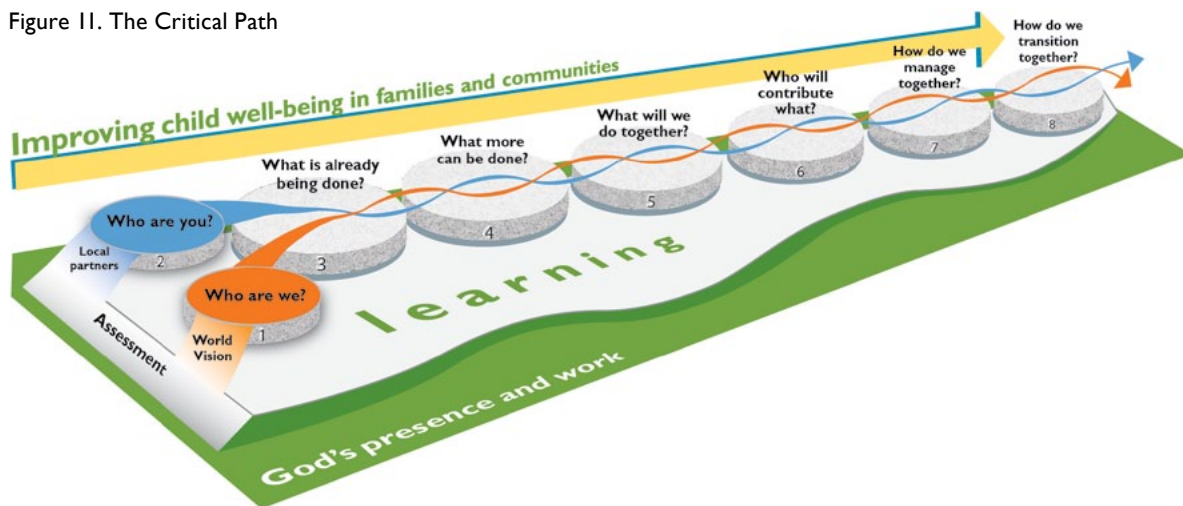 Figure 11. The Critical Path
Improving child well-being in families and communities
Who are we?
1
World
Vision
Who are you?
2
Local
partners
Assessment
What is already
being done?
3
What more
can be done?
4
What will we
do together?
5
Who will
contribute
what?
6
How do we
manage
together?
7
How do we
transition
together?
8
learning
God's presence and work